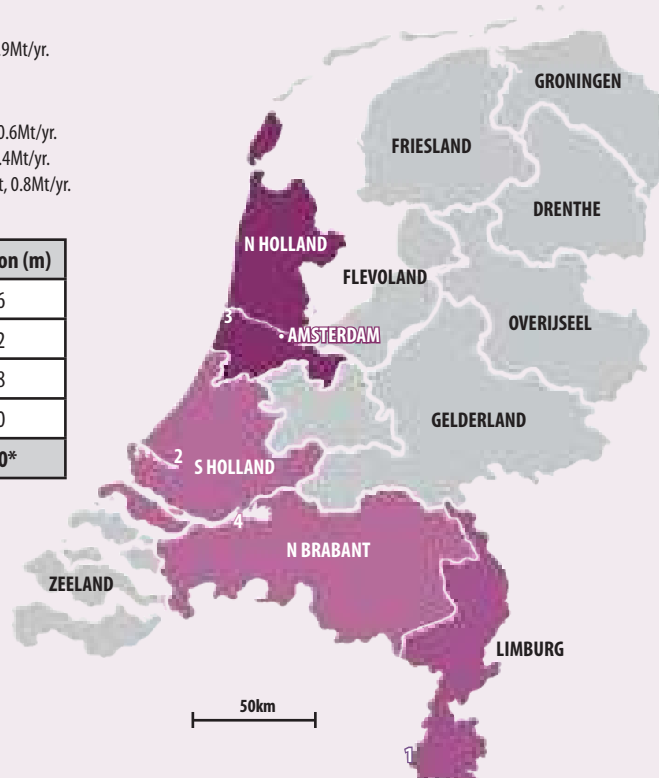 9Mt/yr.
0.6Mt/yr.
.4Mt/yr.
t, 0.8Mt/yr.
on (m)
6
2
8
0
0*
GRONINGEN
FRIESLAND
DRENTHE
N HOLLAND
FLEVOLAND
3
AMSTERDAM
OVERIJSEEL
GELDERLAND
2
S HOLLAND
4
N BRABANT
ZEELAND
LIMBURG
50km
1